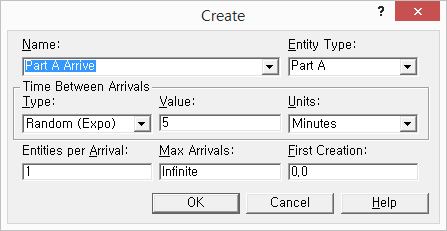 Create
? ×
Name: Entity Type:
Part A Arrive Part A
Time Between Arrivals
Type: Value: Units:
Random (Expo) 5 Minutes
Entities per Arrival: Max Arrivals: First Creation:
1 Infinite 0,0
OK Cancel Help